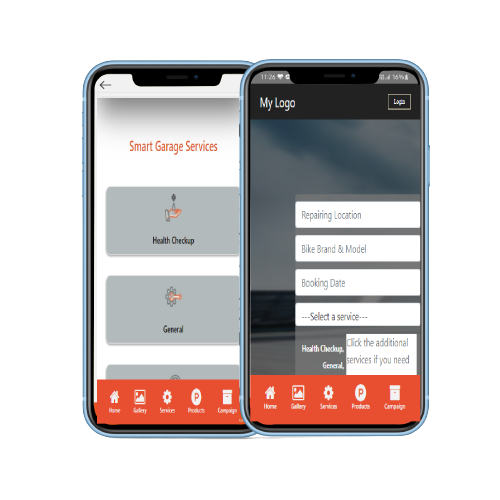 Smart Garage Services
Health Checkup
General
Home Gallery Services Products Campaign
11:26
16%
My Logo
Login
Repairing Location
Bike Brand & Model
Booking Date
---Select a service---
Health Checkup,
General,
Click the additional
services if you need
Home Gallery Services Products Campaign